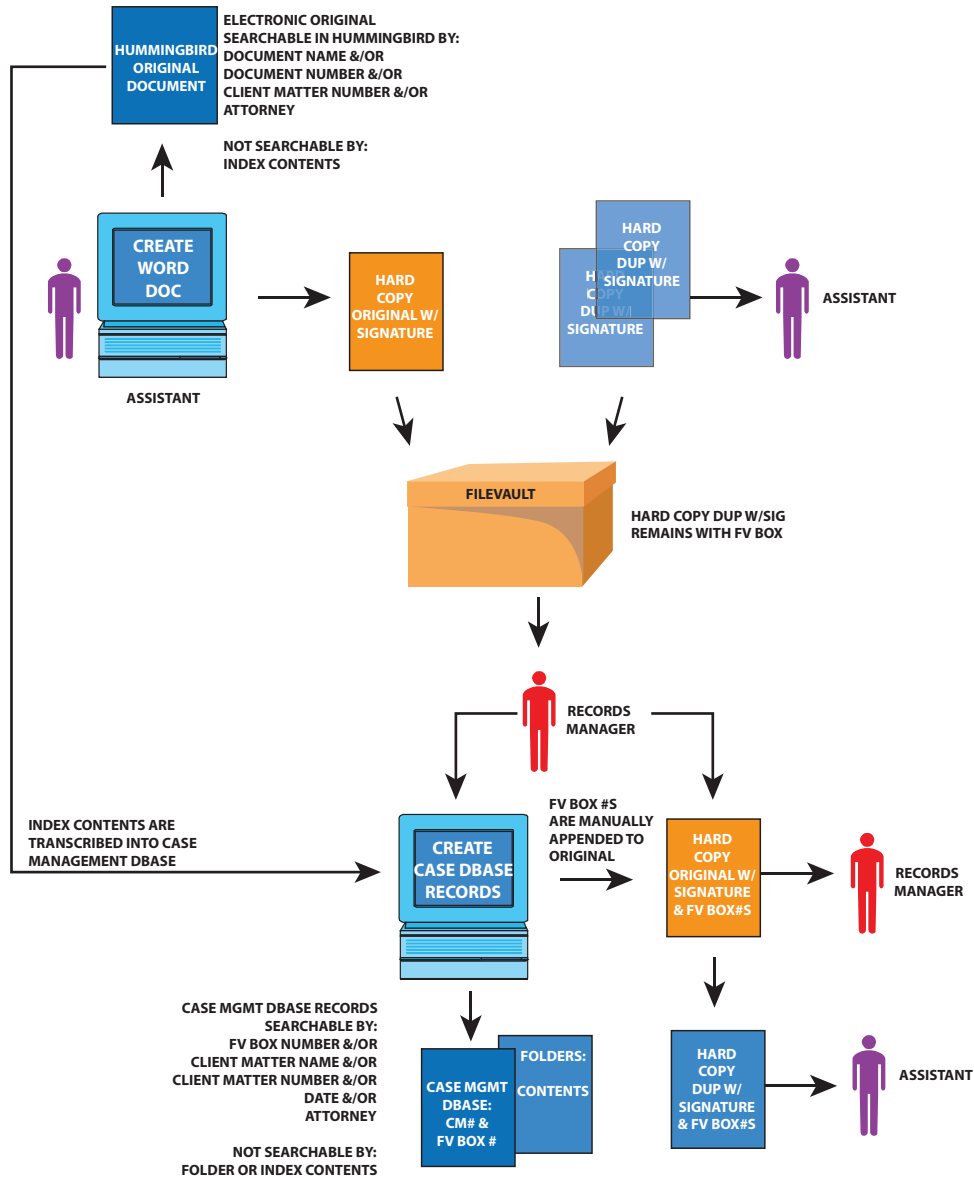 HUMMINGBIRD
ORIGINAL
DOCUMENT
ELECTRONIC ORIGINAL
SEARCHABLE IN HUMMINGBIRD BY:
DOCUMENT NAME &/OR
DOCUMENT NUMBER &/OR
CLIENT MATTER NUMBER &/OR
ATTORNEY
NOT SEARCHABLE BY:
INDEX CONTENTS
CREATE
WORD
DOC
ASSISTANT
HARD
COPY
ORIGINAL W/
SIGNATURE
HARD
COPY
DUP W/
SIGNATURE
HARD
COPY
DUP W/
SIGNATURE
ASSISTANT
FILEVAULT
HARD COPY DUP W/SIG
REMAINS WITH FV BOX
RECORDS
MANAGER
INDEX CONTENTS ARE
TRANSCRIBED INTO CASE
MANAGEMENT DBASE
CREATE
CASE DBASE
RECORDS
FV BOX #S
ARE MANUALLY
APPENDED TO
ORIGINAL
HARD
COPY
ORIGINAL W/
SIGNATURE
& FV BOX#S
RECORDS
MANAGER
CASE MGMT DBASE RECORDS
SEARCHABLE BY:
FV BOX NUMBER &/OR
CLIENT MATTER NAME &/OR
CLIENT MATTER NUMBER &/OR
DATE &/OR
ATTORNEY
NOT SEARCHABLE BY:
FOLDER OR INDEX CONTENTS
CASE MGMT
DBASE:
CM# &
FV BOX #
FOLDERS:
CONTENTS
HARD
COPY
DUP W/
SIGNATURE
& FV BOX#S
ASSISTANT